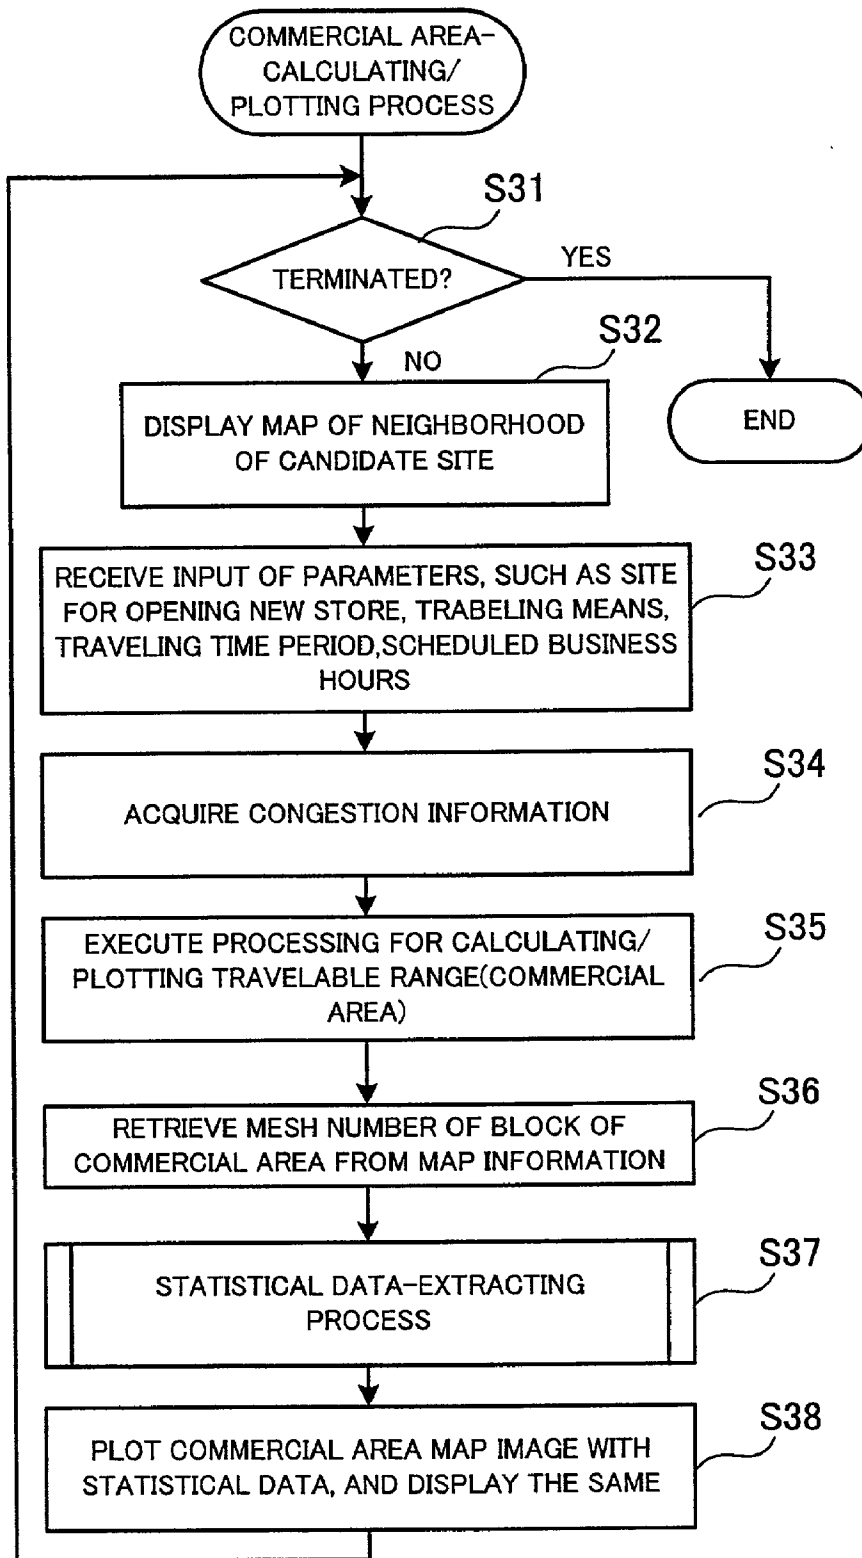 COMMERCIAL AREA-
CALCULATING/
PLOTTING PROCESS
S31
TERMINATED?
YES
NO
S32
DISPLAY MAP OF NEIGHBORHOOD
OF CANDIDATE SITE
END
S33
RECEIVE INPUT OF PARAMETERS, SUCH AS SITE
FOR OPENING NEW STORE, TRABELING MEANS,
TRAVELING TIME PERIOD,SCHEDULED BUSINESS
HOURS
S34
ACQUIRE CONGESTION INFORMATION
S35
EXECUTE PROCESSING FOR CALCULATING/
PLOTTING TRAVELABLE RANGE(COMMERCIAL
AREA)
S36
RETRIEVE MESH NUMBER OF BLOCK OF
COMMERCIAL AREA FROM MAP INFORMATION
S37
STATISTICAL DATA-EXTRACTING
PROCESS
S38
PLOT COMMERCIAL AREA MAP IMAGE WITH
STATISTICAL DATA, AND DISPLAY THE SAME